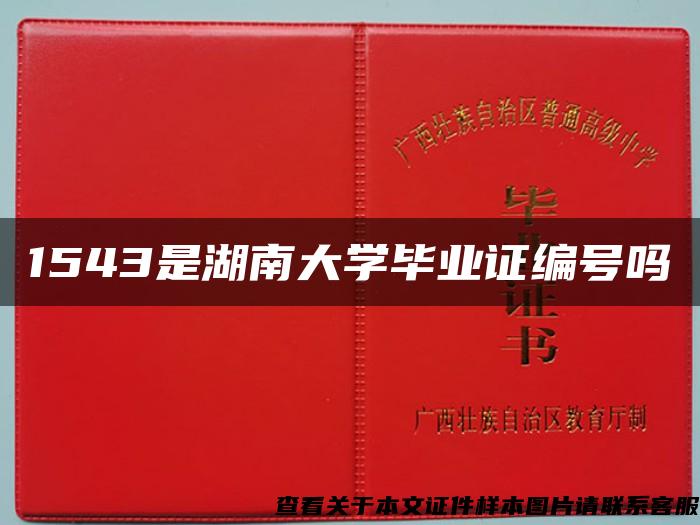 广西壮族自治区普通高级中学
1543是湖南大学毕业证编号吗
毕业证书
广西壮族自治区教育厅制
查看关于本文证件样本图片请联系客服